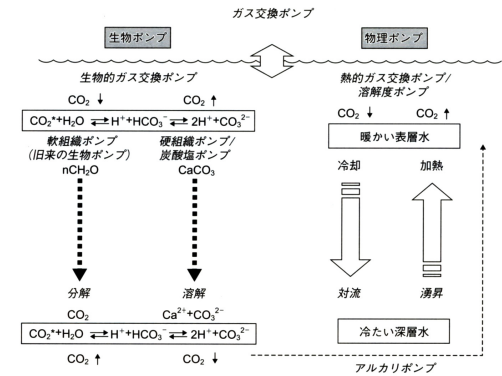 ガス交換ポンプ
生物ポンプ
物理ポンプ
生物的ガス交換ポンプ
熱的ガス交換ポンプ/
溶解度ポンプ
CO₂ ↓
CO₂ ↑
CO₂ ↓
CO₂ ↑
CO₂*+H₂O ⇄ H⁺+HCO₃⁻ ⇄ 2H⁺+CO₃²⁻
暖かい表層水
軟組織ポンプ
(旧来の生物ポンプ)
nCH₂O
硬組織ポンプ/
炭酸塩ポンプ
CaCO₃
冷却
加熱
分解
溶解
対流
湧昇
CO₂
Ca²⁺+CO₃²⁻
CO₂*+H₂O ⇄ H⁺+HCO₃⁻ ⇄ 2H⁺+CO₃²⁻
冷たい深層水
CO₂ ↑
CO₂ ↓
アルカリポンプ